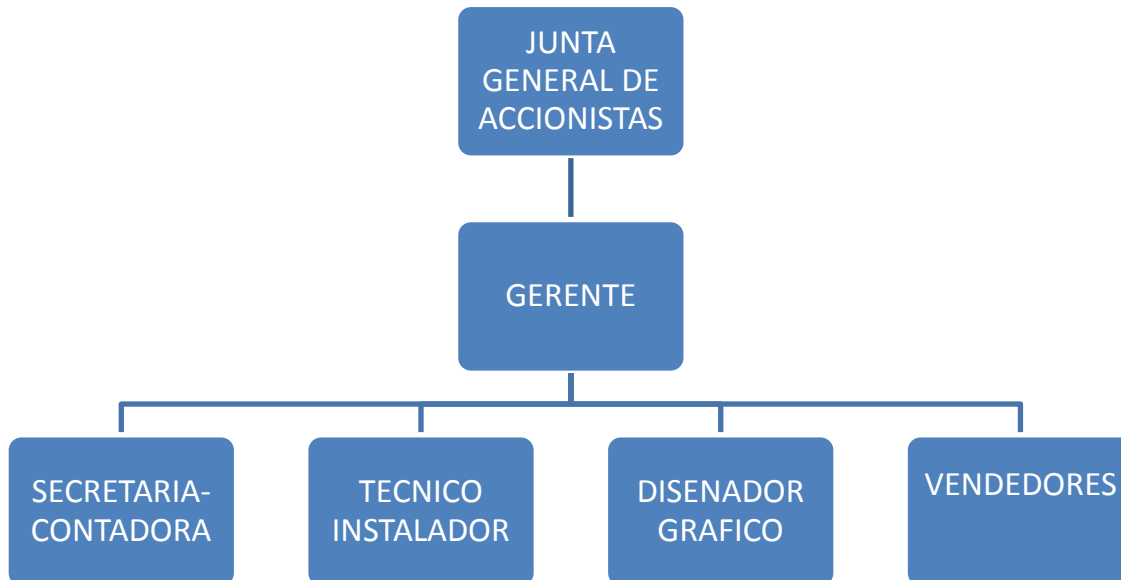 JUNTA
GENERAL DE
ACCIONISTAS
GERENTE
SECRETARIA-
CONTADORA
TECNICO
INSTALADOR
DISENADOR
GRAFICO
VENDEDORES